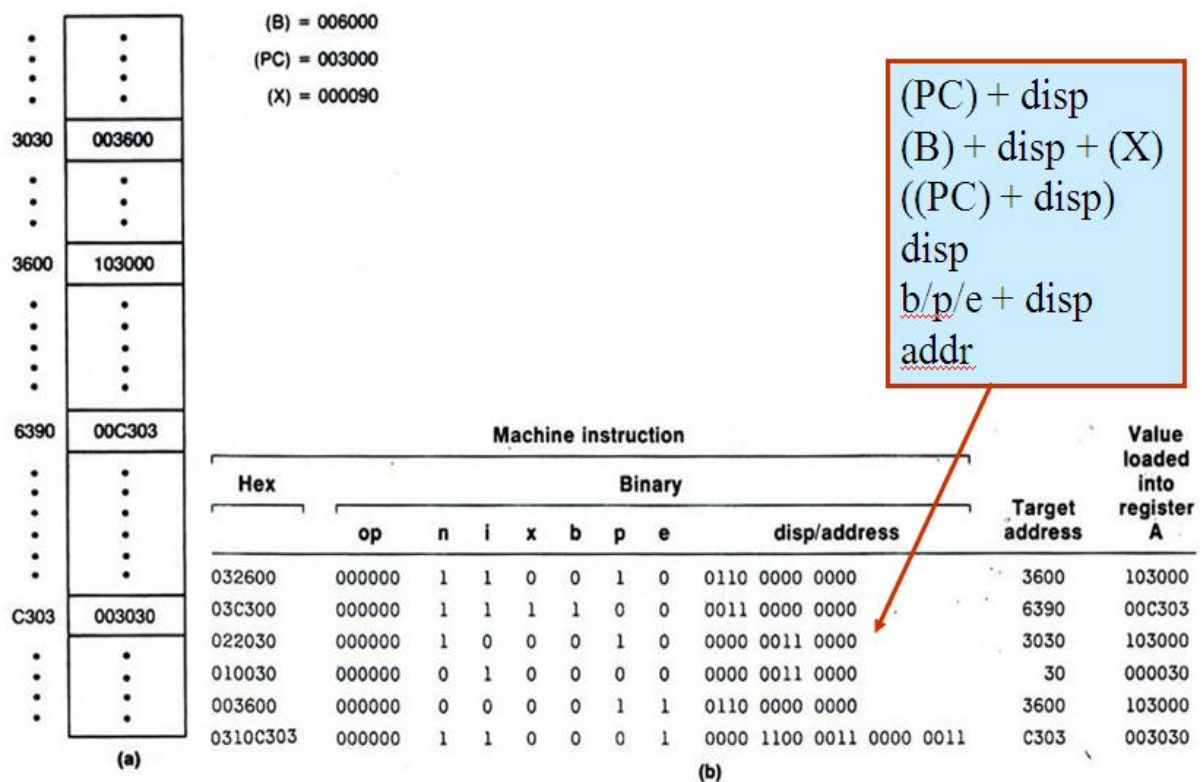 (B) = 006000
(PC) = 003000
(X) = 000090
3030 003600
3600 103000
6390 00C303
C303 003030
(a)
(PC) + disp
(B) + disp + (X)
((PC) + disp)
disp
b/p/e + disp
addr
Machine instruction
Value loaded into register A
Hex Binary Target address
op n i x b p e disp/address
032600 000000 1 1 0 0 1 0 0110 0000 0000 3600 103000
03C300 000000 1 1 1 1 0 0 0011 0000 0000 6390 00C303
022030 000000 1 0 0 0 1 0 0000 0011 0000 3030 103000
010030 000000 0 1 0 0 0 0 0000 0011 0000 30 000030
003600 000000 0 0 0 0 1 1 0110 0000 0000 3600 103000
0310C303 000000 1 1 0 0 0 1 0000 1100 0011 0000 0011 C303 003030
(b)